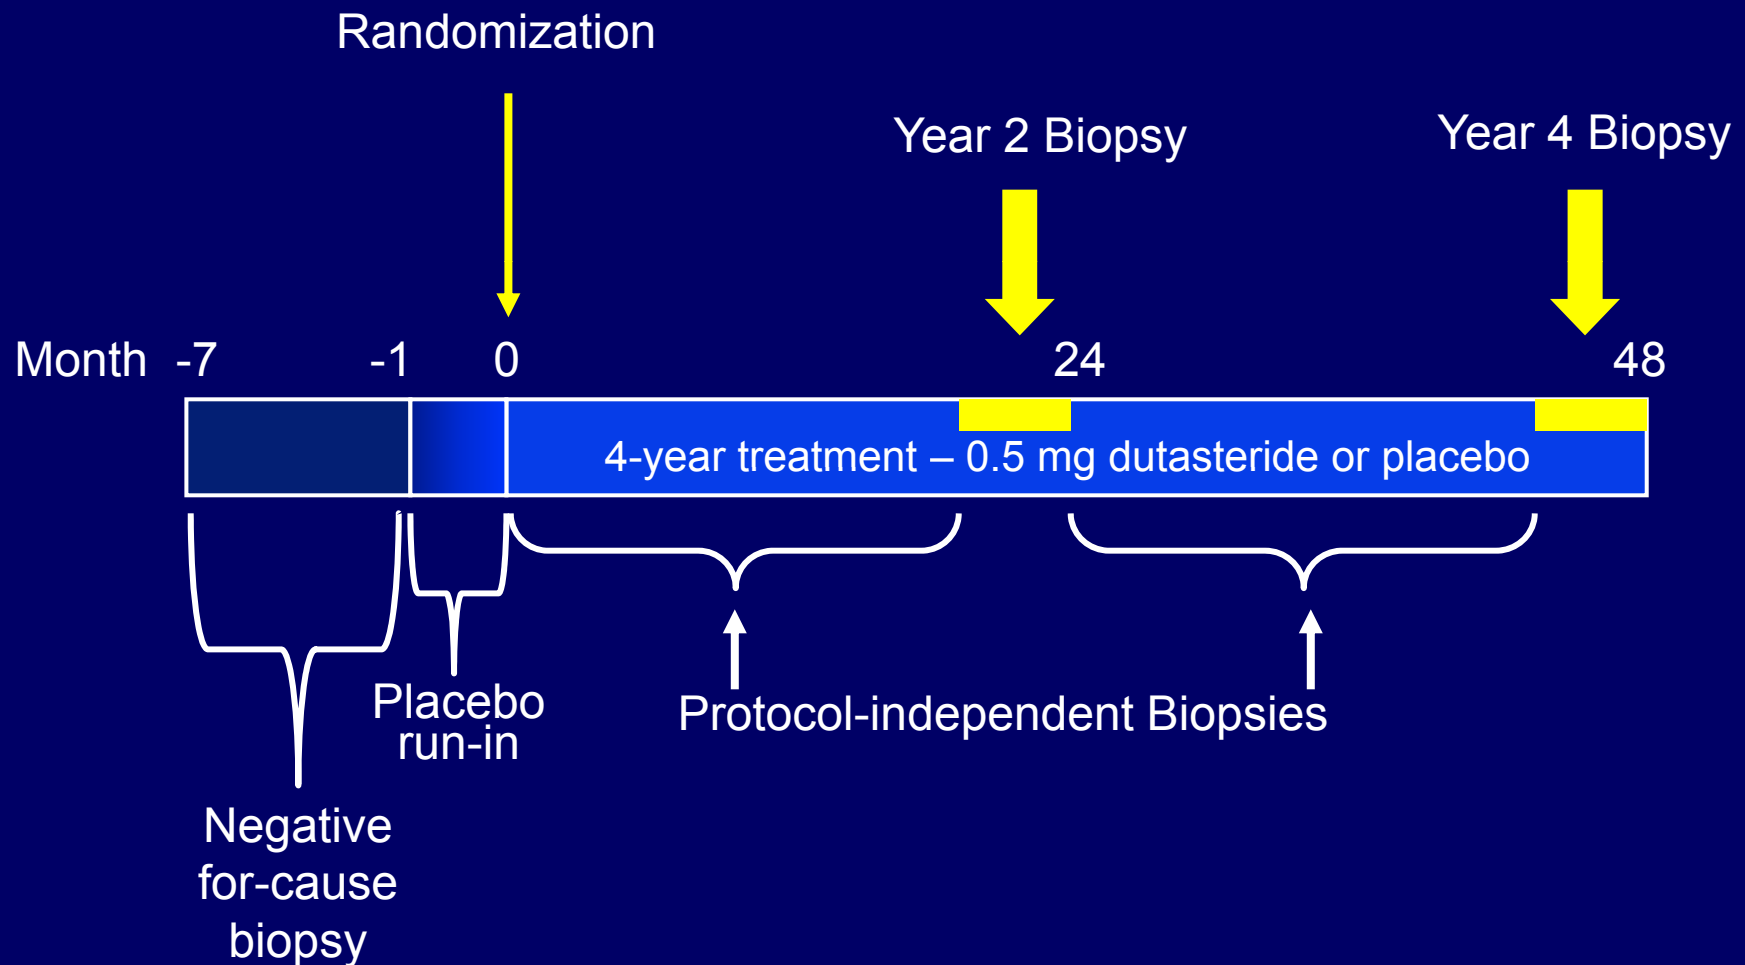 Randomization
Year 2 Biopsy
Year 4 Biopsy
Month -7 -1 0 24 48
4-year treatment – 0.5 mg dutasteride or placebo
Placebo
run-in
Protocol-independent Biopsies
Negative
for-cause
biopsy